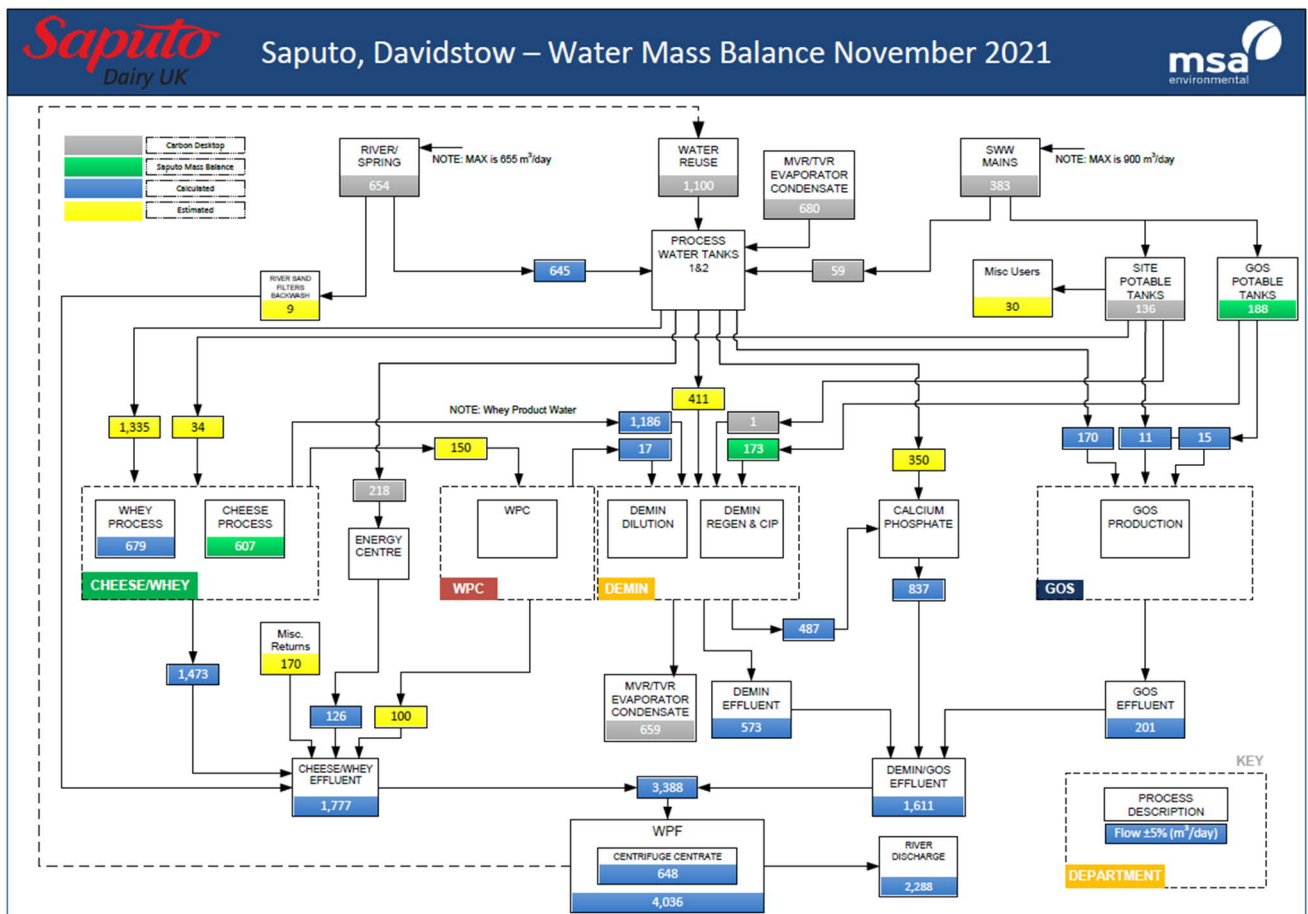 Saputo
Dairy UK
Saputo, Davidstow – Water Mass Balance November 2021
msa
environmental
Carbon Desktop
Saputo Mass Balance
Calculated
Estimated
RIVER/
SPRING
654
NOTE: MAX is 655 m³/day
WATER
REUSE
1,100
MVR/TVR
EVAPORATOR
CONDENSATE
680
SWW
MAINS
383
NOTE: MAX is 900 m³/day
PROCESS
WATER TANKS
1&2
645
59
RIVER SAND
FILTERS
BACKWASH
9
Misc Users
30
SITE
POTABLE
TANKS
136
GOS
POTABLE
TANKS
188
1,335
34
NOTE: Whey Product Water
1,186
411
1
150
17
173
350
170
11
15
218
WHEY
PROCESS
679
CHEESE
PROCESS
607
CHEESE/WHEY
ENERGY
CENTRE
WPC
WPC
DEMIN
DILUTION
DEMIN
REGEN & CIP
DEMIN
CALCIUM
PHOSPHATE
837
GOS
PRODUCTION
GOS
487
Misc.
Returns
170
1,473
126
100
MVR/TVR
EVAPORATOR
CONDENSATE
659
DEMIN
EFFLUENT
573
GOS
EFFLUENT
201
CHEESE/WHEY
EFFLUENT
1,777
3,388
DEMIN/GOS
EFFLUENT
1,611
WPF
CENTRIFUGE CENTRATE
648
4,036
RIVER
DISCHARGE
2,288
KEY
PROCESS
DESCRIPTION
Flow ±5% (m³/day)
DEPARTMENT